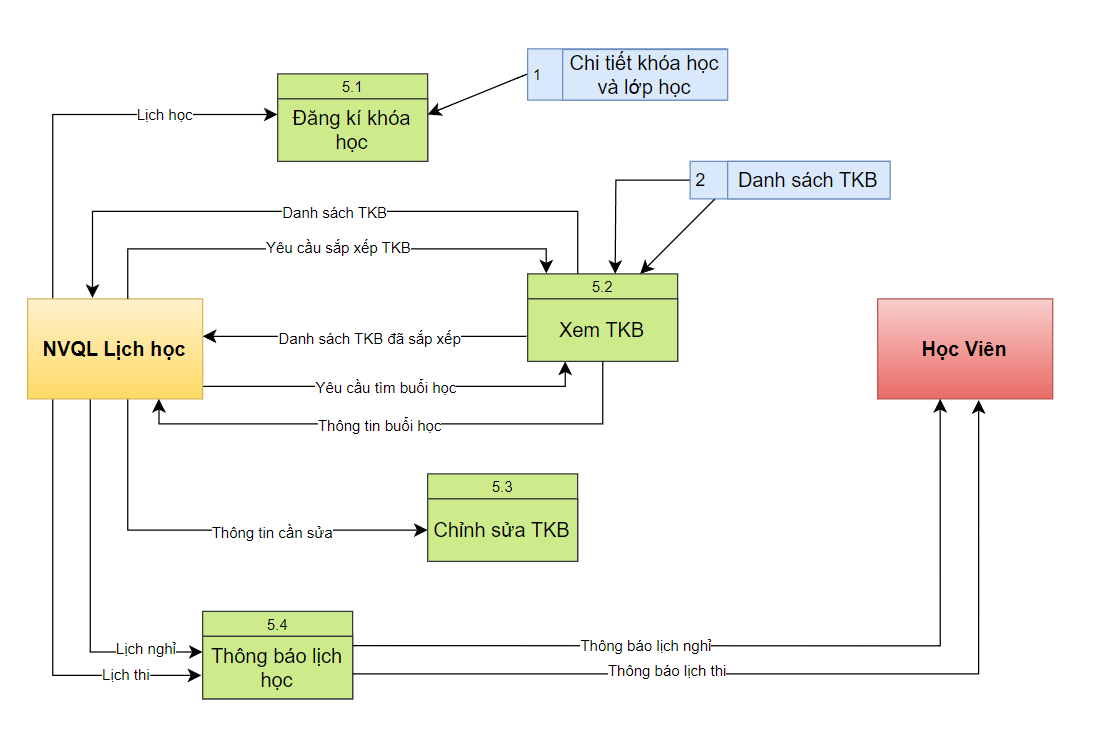 1
Chi tiết khóa học
và lớp học
5.1
Đăng kí khóa
học
Lịch học
2
Danh sách TKB
Danh sách TKB
Yêu cầu sắp xếp TKB
5.2
Xem TKB
NVQL Lịch học
Danh sách TKB đã sắp xếp
Học Viên
Yêu cầu tìm buổi học
Thông tin buổi học
5.3
Chỉnh sửa TKB
Thông tin cần sửa
5.4
Thông báo lịch
học
Lịch nghỉ
Lịch thi
Thông báo lịch nghỉ
Thông báo lịch thi